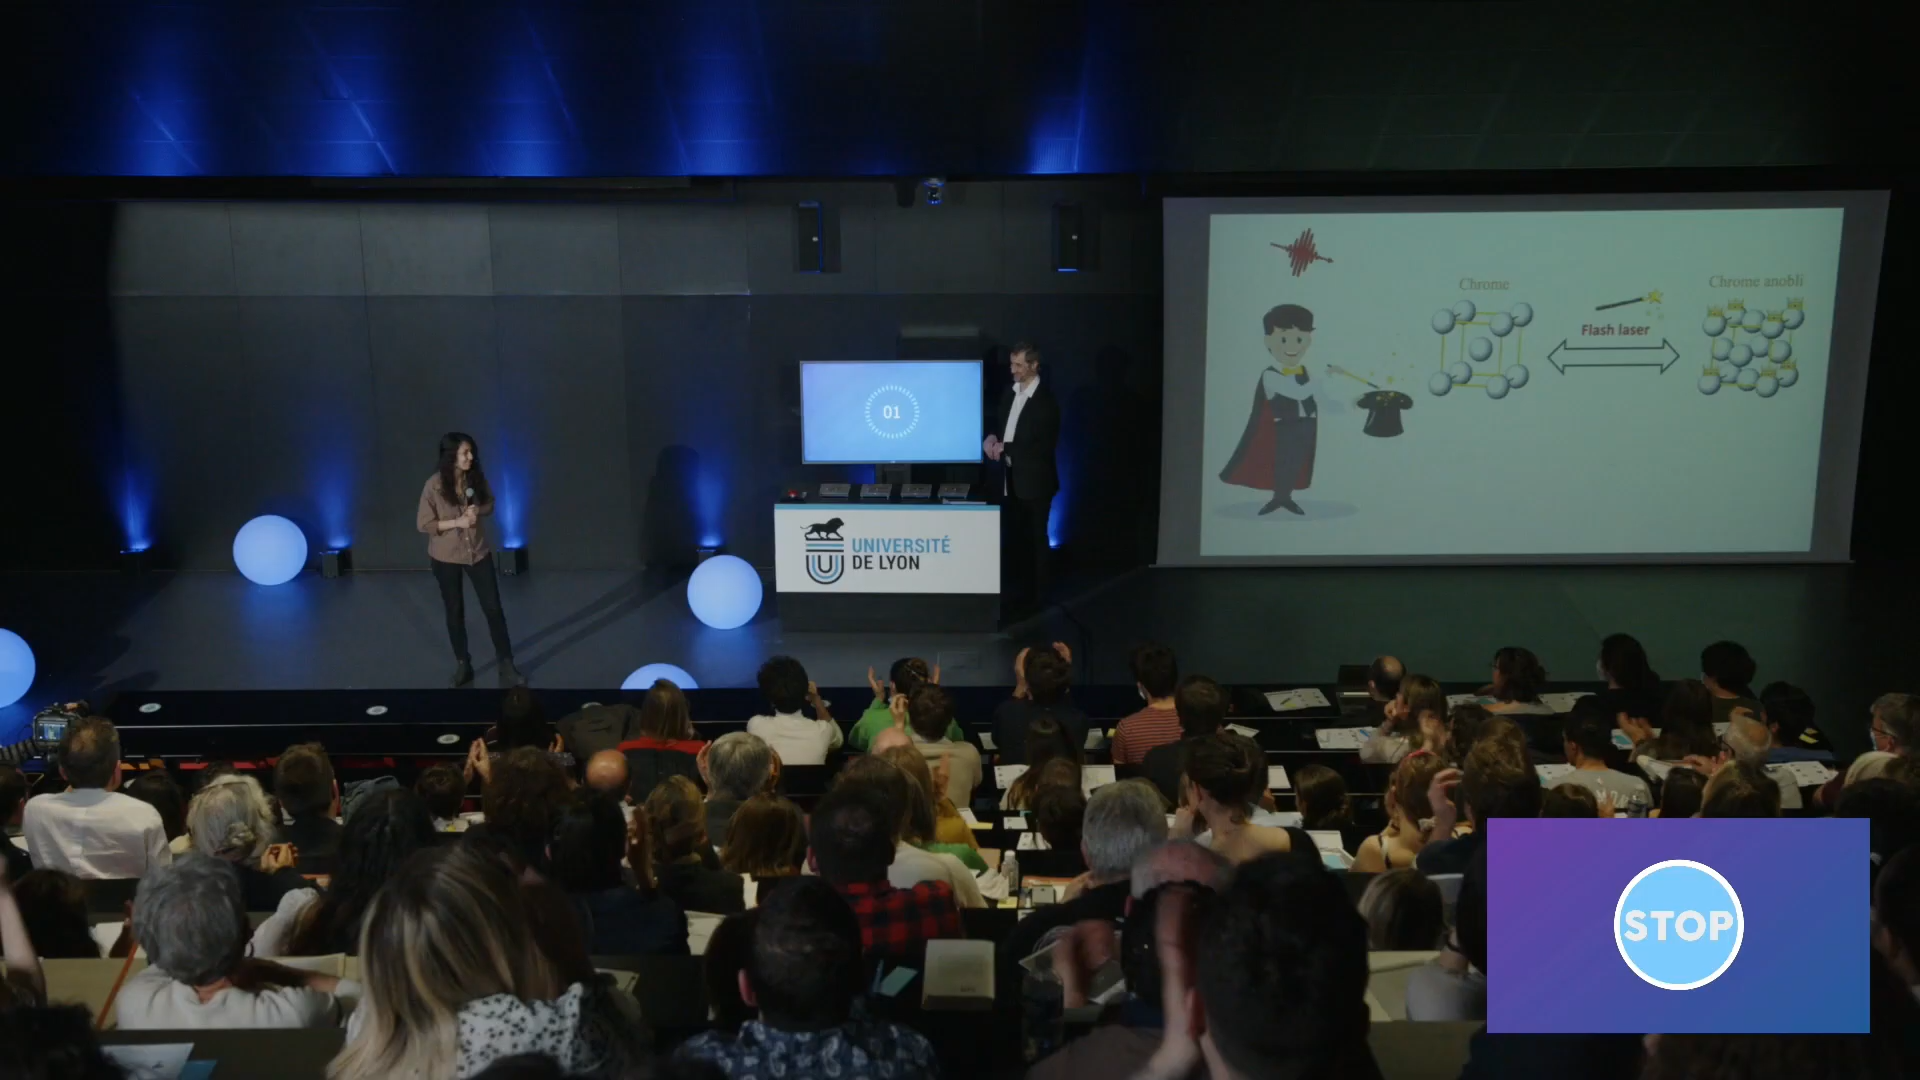 Chrome
Chrome anobli
Flash laser
01
UNIVERSITÉ
DE LYON
STOP